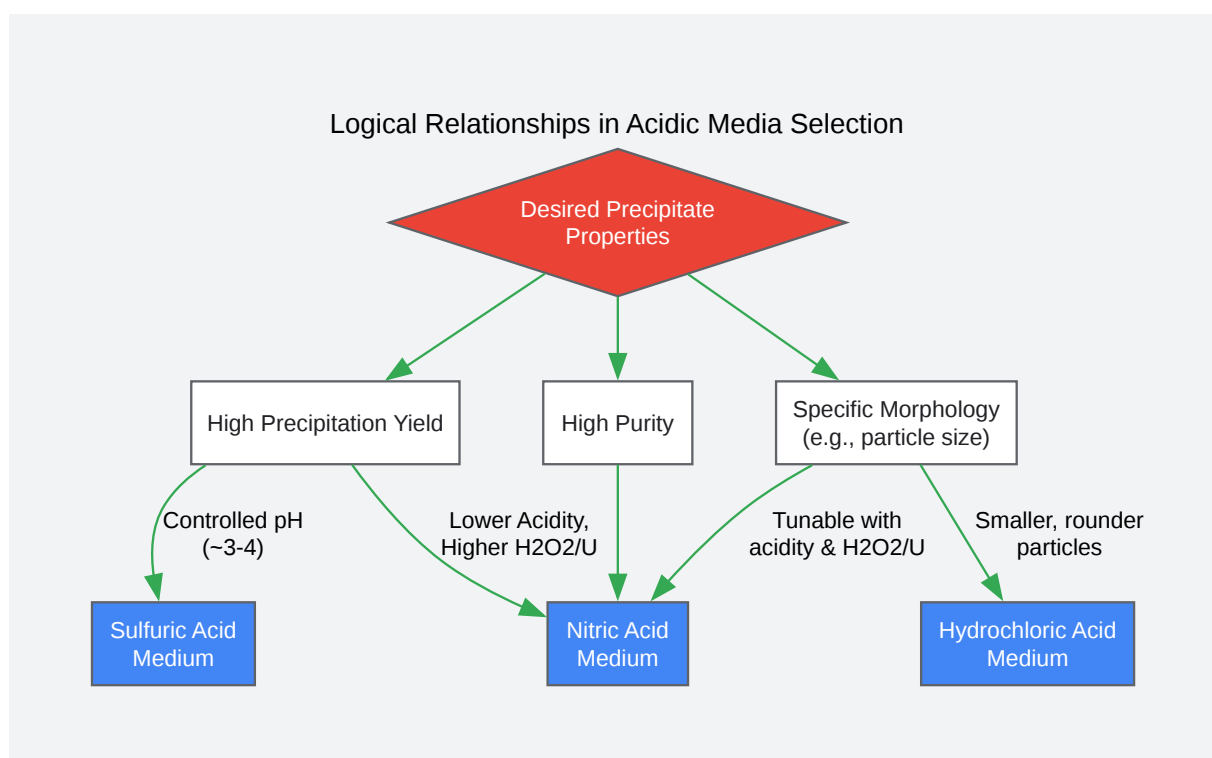 Logical Relationships in Acidic Media Selection
Desired Precipitate
Properties
High Precipitation Yield
High Purity
Specific Morphology
(e.g., particle size)
Controlled pH
(~3-4)
Lower Acidity,
Higher H2O2/U
Tunable with
acidity & H2O2/U
Smaller, rounder
particles
Sulfuric Acid
Medium
Nitric Acid
Medium
Hydrochloric Acid
Medium